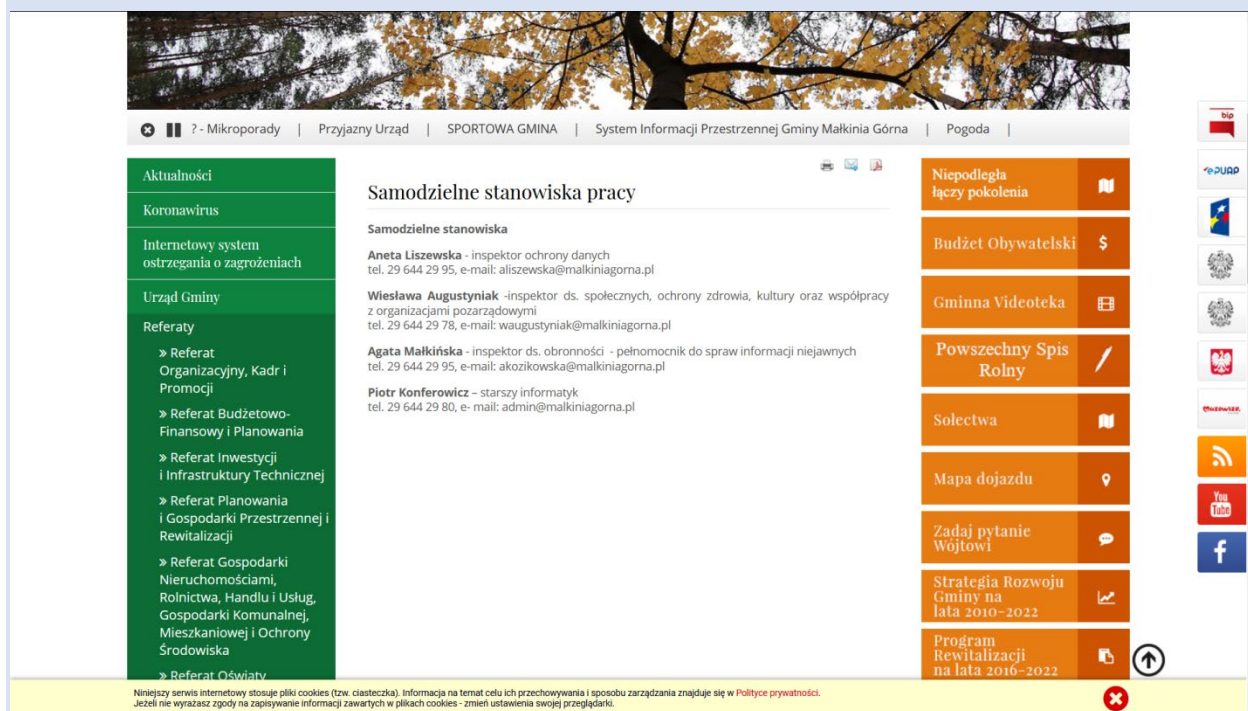 ? - Mikroporady | Przyjazny Urząd | SPORTOWA GMINA | System Informacji Przestrzennej Gminy Małkinia Górna | Pogoda |
Aktualności
Koronawirus
Internetowy system
ostrzegania o zagrożeniach
Urząd Gminy
Referaty
» Referat
Organizacyjny, Kadr i
Promocji
» Referat Budżetowo-
Finansowy i Planowania
» Referat Inwestycji
i Infrastruktury Technicznej
» Referat Planowania
i Gospodarki Przestrzennej i
Rewitalizacji
» Referat Gospodarki
Nieruchomościami,
Rolnictwa, Handlu i Usług,
Gospodarki Komunalnej,
Mieszkaniowej i Ochrony
Środowiska
» Referat Oświaty
Samodzielne stanowiska pracy
Samodzielne stanowiska
Aneta Liszewska - inspektor ochrony danych
tel. 29 644 29 95, e-mail: aliszewska@malkiniagorna.pl
Wiesława Augustyniak -inspektor ds. społecznych, ochrony zdrowia, kultury oraz współpracy
z organizacjami pozarządowymi
tel. 29 644 29 78, e-mail: waugustyniak@malkiniagorna.pl
Agata Małkińska - inspektor ds. obronności - pełnomocnik do spraw informacji niejawnych
tel. 29 644 29 95, e-mail: akozikowska@malkiniagorna.pl
Piotr Konferowicz – starszy informatyk
tel. 29 644 29 80, e- mail: admin@malkiniagorna.pl
Niepodległa
łączy pokolenia
Budżet Obywatelski
Gminna Videoteka
Powszechny Spis
Rolny
Sołectwa
Mapa dojazdu
Zadaj pytanie
Wójtowi
Strategia Rozwoju
Gminy na
lata 2010-2022
Program
Rewitalizacji
na lata 2016-2022
bip
epUAP
Mazowsze.
You
Tube
f
Niniejszy serwis internetowy stosuje pliki cookies (tzw. ciasteczka). Informacja na temat celu ich przechowywania i sposobu zarządzania znajduje się w Polityce prywatności.
Jeżeli nie wyrażasz zgody na zapisywanie informacji zawartych w plikach cookies - zmień ustawienia swojej przeglądarki.